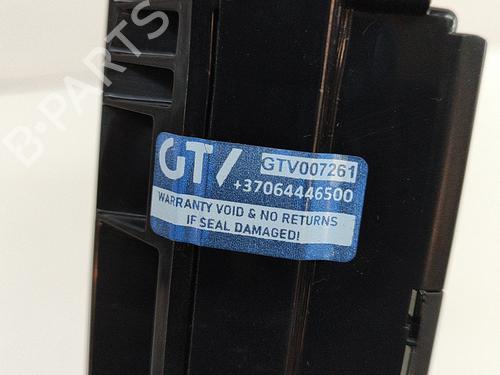 B-PARTS
GTV GTV007261
+37064446500
WARRANTY VOID & NO RETURNS
IF SEAL DAMAGED!